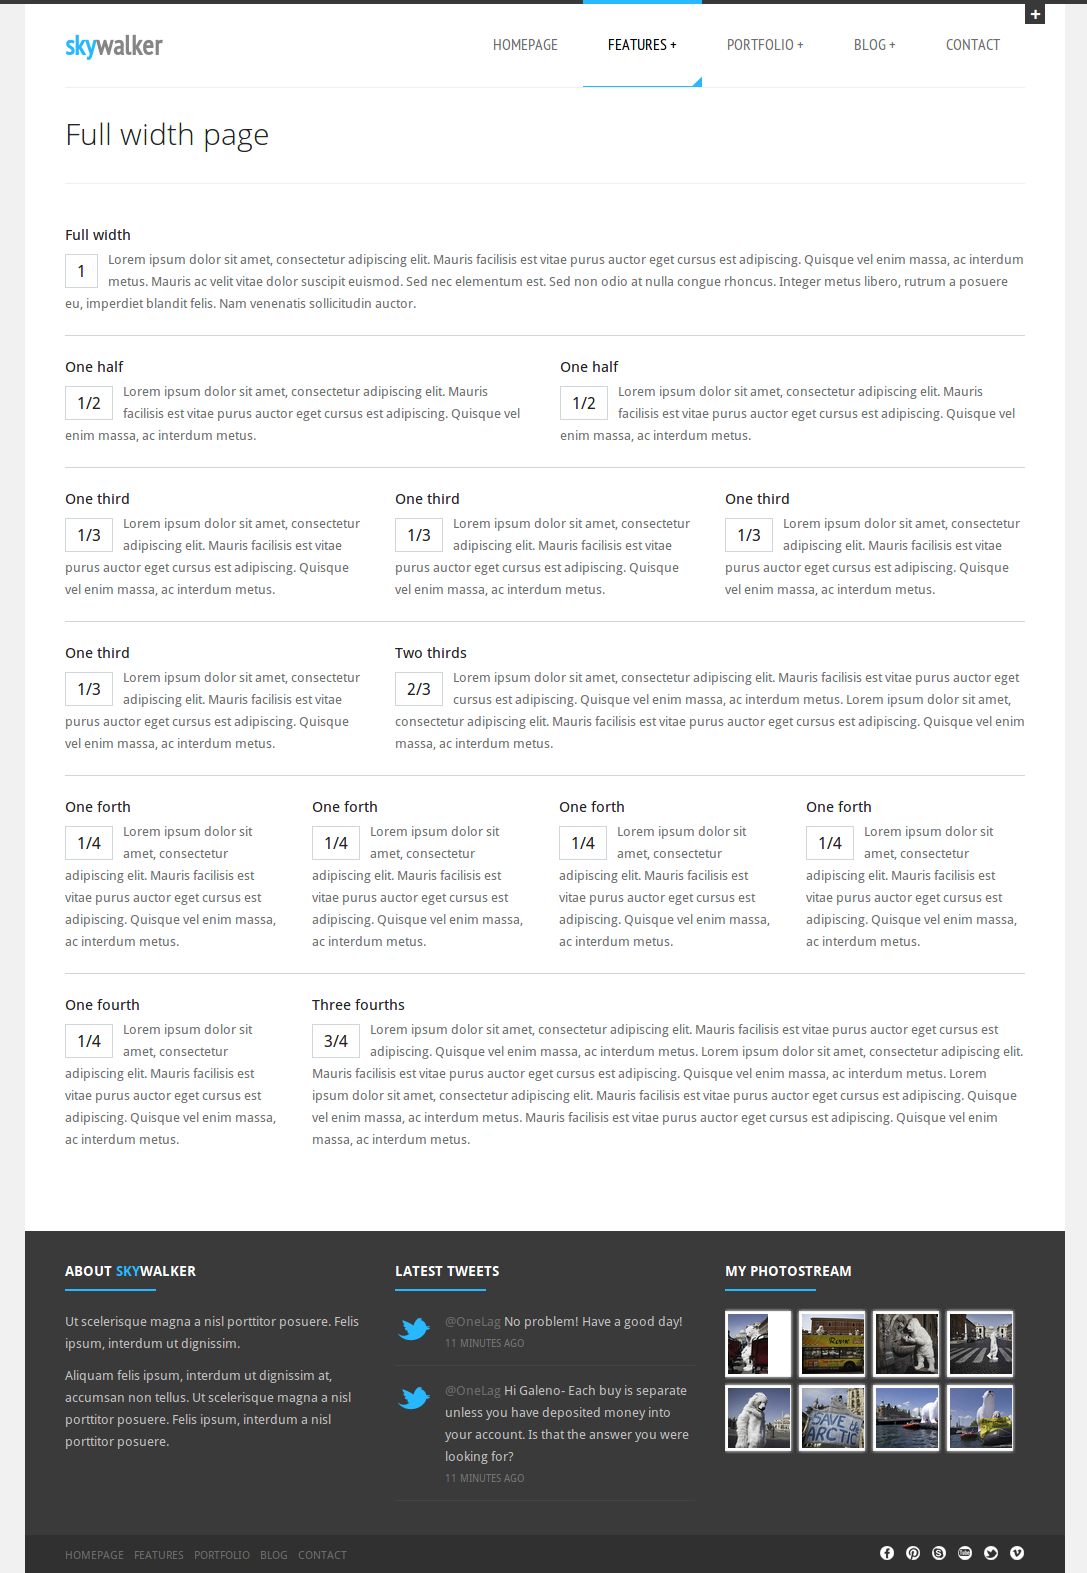 +
skywalker
HOMEPAGE
FEATURES +
PORTFOLIO +
BLOG +
CONTACT
Full width page
Full width
1
Lorem ipsum dolor sit amet, consectetur adipiscing elit. Mauris facilisis est vitae purus auctor eget cursus est adipiscing. Quisque vel enim massa, ac interdum
metus. Mauris ac velit vitae dolor suscipit euismod. Sed nec elementum est. Sed non odio at nulla congue rhoncus. Integer metus libero, rutrum a posuere
eu, imperdiet blandit felis. Nam venenatis sollicitudin auctor.
One half
1/2
Lorem ipsum dolor sit amet, consectetur adipiscing elit. Mauris
facilisis est vitae purus auctor eget cursus est adipiscing. Quisque vel
enim massa, ac interdum metus.
One half
1/2
Lorem ipsum dolor sit amet, consectetur adipiscing elit. Mauris
facilisis est vitae purus auctor eget cursus est adipiscing. Quisque vel
enim massa, ac interdum metus.
One third
1/3
Lorem ipsum dolor sit amet, consectetur
adipiscing elit. Mauris facilisis est vitae
purus auctor eget cursus est adipiscing. Quisque
vel enim massa, ac interdum metus.
One third
1/3
Lorem ipsum dolor sit amet, consectetur
adipiscing elit. Mauris facilisis est vitae
purus auctor eget cursus est adipiscing. Quisque
vel enim massa, ac interdum metus.
One third
1/3
Lorem ipsum dolor sit amet, consectetur
adipiscing elit. Mauris facilisis est vitae
purus auctor eget cursus est adipiscing. Quisque
vel enim massa, ac interdum metus.
One third
1/3
Lorem ipsum dolor sit amet, consectetur
adipiscing elit. Mauris facilisis est vitae
purus auctor eget cursus est adipiscing. Quisque
vel enim massa, ac interdum metus.
Two thirds
2/3
Lorem ipsum dolor sit amet, consectetur adipiscing elit. Mauris facilisis est vitae purus auctor eget
cursus est adipiscing. Quisque vel enim massa, ac interdum metus. Lorem ipsum dolor sit amet,
consectetur adipiscing elit. Mauris facilisis est vitae purus auctor eget cursus est adipiscing. Quisque vel enim
massa, ac interdum metus.
One forth
1/4
Lorem ipsum dolor sit
amet, consectetur
adipiscing elit. Mauris facilisis est
vitae purus auctor eget cursus est
adipiscing. Quisque vel enim massa,
ac interdum metus.
One forth
1/4
Lorem ipsum dolor sit
amet, consectetur
adipiscing elit. Mauris facilisis est
vitae purus auctor eget cursus est
adipiscing. Quisque vel enim massa,
ac interdum metus.
One forth
1/4
Lorem ipsum dolor sit
amet, consectetur
adipiscing elit. Mauris facilisis est
vitae purus auctor eget cursus est
adipiscing. Quisque vel enim massa,
ac interdum metus.
One forth
1/4
Lorem ipsum dolor sit
amet, consectetur
adipiscing elit. Mauris facilisis est
vitae purus auctor eget cursus est
adipiscing. Quisque vel enim massa,
ac interdum metus.
One fourth
1/4
Lorem ipsum dolor sit
amet, consectetur
adipiscing elit. Mauris facilisis est
vitae purus auctor eget cursus est
adipiscing. Quisque vel enim massa,
ac interdum metus.
Three fourths
3/4
Lorem ipsum dolor sit amet, consectetur adipiscing elit. Mauris facilisis est vitae purus auctor eget cursus est
adipiscing. Quisque vel enim massa, ac interdum metus. Lorem ipsum dolor sit amet, consectetur adipiscing elit.
Mauris facilisis est vitae purus auctor eget cursus est adipiscing. Quisque vel enim massa, ac interdum metus. Lorem
ipsum dolor sit amet, consectetur adipiscing elit. Mauris facilisis est vitae purus auctor eget cursus est adipiscing. Quisque
vel enim massa, ac interdum metus. Mauris facilisis est vitae purus auctor eget cursus est adipiscing. Quisque vel enim
massa, ac interdum metus.
ABOUT SKYWALKER
Ut scelerisque magna a nisl porttitor posuere. Felis
ipsum, interdum ut dignissim.
Aliquam felis ipsum, interdum ut dignissim at,
accumsan non tellus. Ut scelerisque magna a nisl
porttitor posuere. Felis ipsum, interdum a nisl
porttitor posuere.
LATEST TWEETS
@OneLag No problem! Have a good day!
11 MINUTES AGO
@OneLag Hi Galeno- Each buy is separate
unless you have deposited money into
your account. Is that the answer you were
looking for?
11 MINUTES AGO
MY PHOTOSTREAM
SAVE
ARCTIC
HOMEPAGE
FEATURES
PORTFOLIO
BLOG
CONTACT